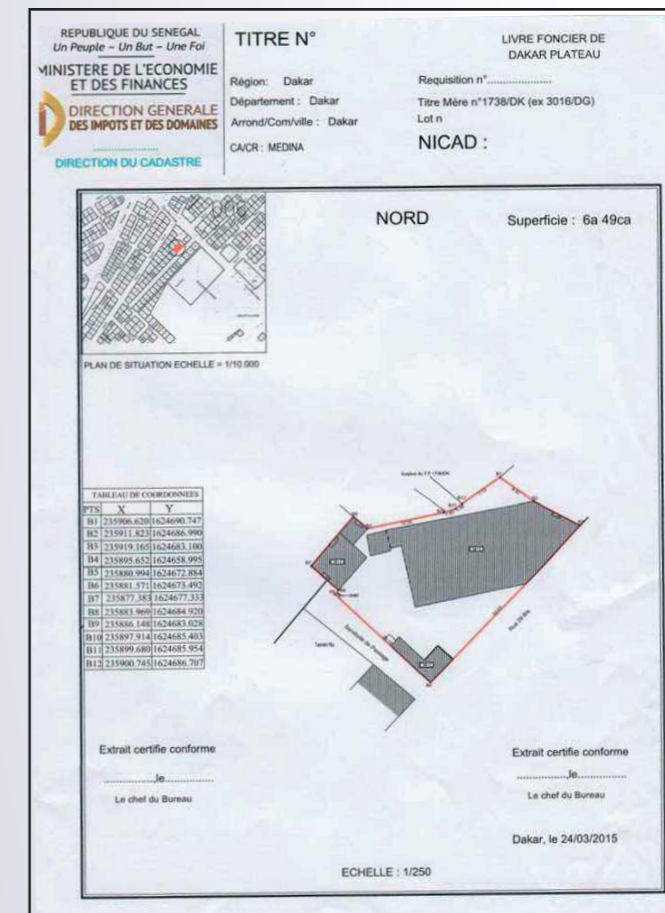 REPUBLIQUE DU SENEGAL
Un Peuple – Un But – Une Foi
MINISTERE DE L'ECONOMIE
ET DES FINANCES
DIRECTION GENERALE
DES IMPOTS ET DES DOMAINES
DIRECTION DU CADASTRE
TITRE N°
Région: Dakar
Département : Dakar
Arrond/Com/ville : Dakar
CA/CR : MEDINA
LIVRE FONCIER DE
DAKAR PLATEAU
Requisition n°.....................
Titre Mère n°1738/DK (ex 3016/DG)
Lot n
NICAD :
NORD
Superficie : 6a 49ca
PLAN DE SITUATION ECHELLE = 1/10.000
TABLEAU DE COORDONNEES
PTS X Y
B1 235906.620 1624690.747
B2 235911.823 1624686.990
B3 235919.165 1624683.100
B4 235895.652 1624658.995
B5 235880.994 1624672.884
B6 235881.571 1624673.492
B7 235877.383 1624677.333
B8 235883.969 1624684.920
B9 235886.148 1624683.028
B10 235897.914 1624685.403
B11 235899.680 1624685.954
B12 235900.745 1624686.707
Servitude de Passage
Rue 29 Bis
Extrait certifie conforme
................,le................
Le chef du Bureau
Extrait certifie conforme
................,le................
Le chef du Bureau
Dakar, le 24/03/2015
ECHELLE : 1/250